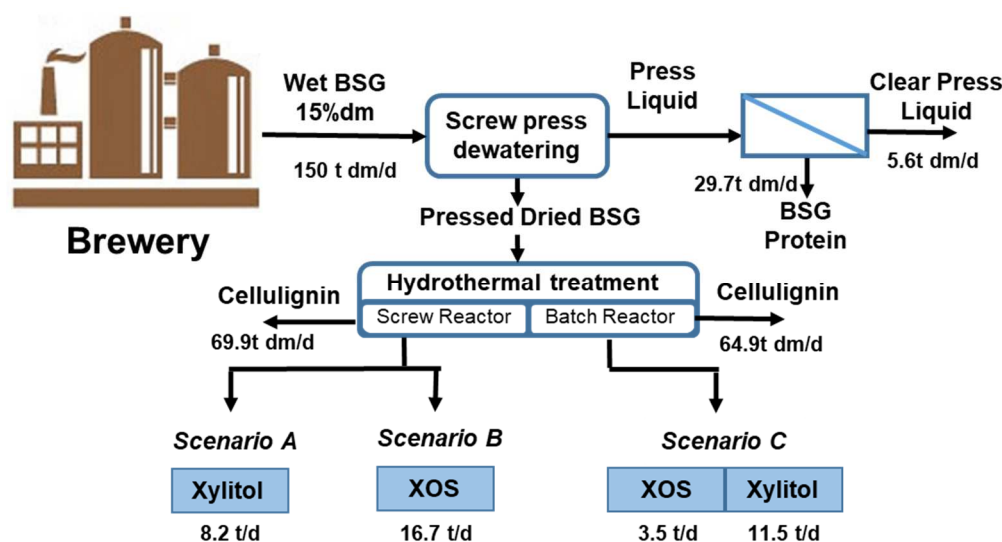 Brewery
Wet BSG
15%dm
150 t dm/d
Screw press
dewatering
Press
Liquid
Clear Press
Liquid
5.6t dm/d
29.7t dm/d
BSG
Protein
Pressed Dried BSG
Hydrothermal treatment
Screw Reactor
Batch Reactor
Cellulignin
69.9t dm/d
Cellulignin
64.9t dm/d
Scenario A
Xylitol
8.2 t/d
Scenario B
XOS
16.7 t/d
Scenario C
XOS
Xylitol
3.5 t/d
11.5 t/d